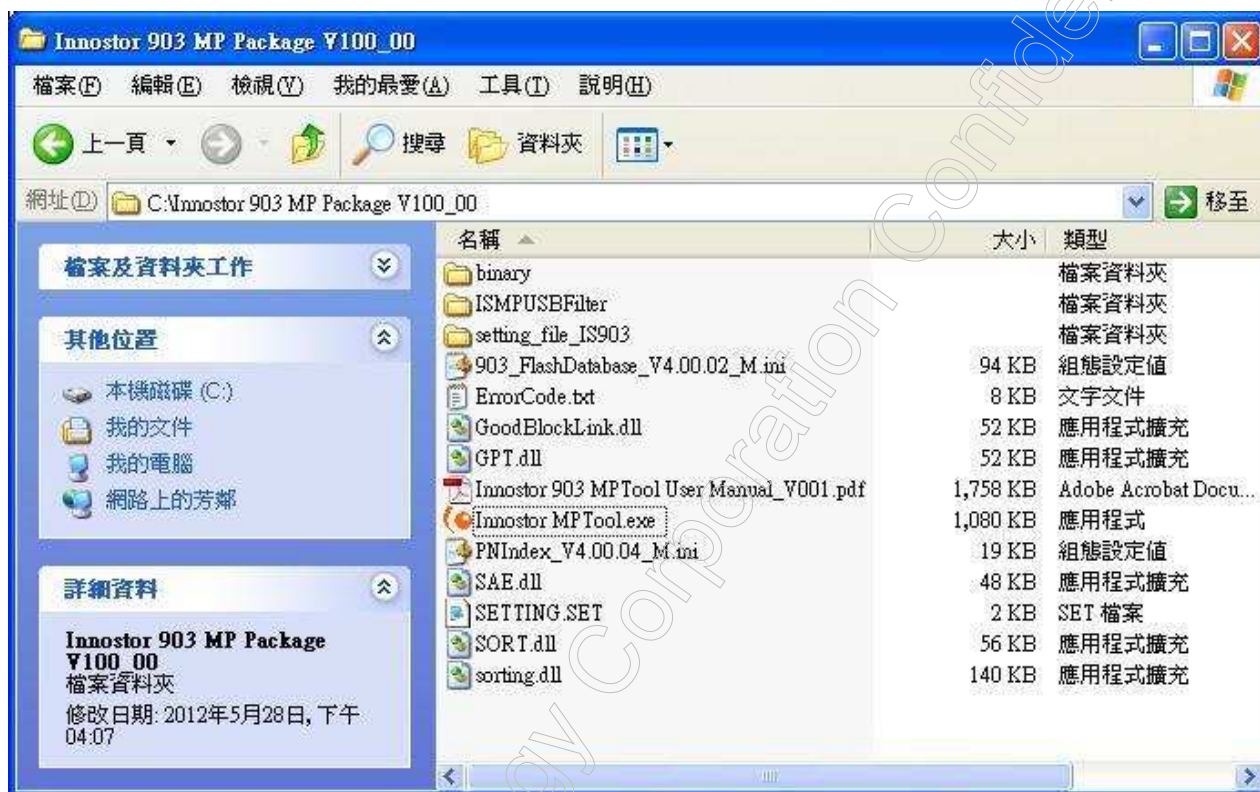 Innostor 903 MP Package V100_00
檔案(F) 編輯(E) 檢視(V) 我的最愛(A) 工具(T) 說明(H)
上一頁 搜尋 資料夾
網址(D) C:\Innostor 903 MP Package V100_00 移至
檔案及資料夾工作
其他位置
本機磁碟 (C:)
我的文件
我的電腦
網路上的芳鄰
詳細資料
Innostor 903 MP Package
V100_00
檔案資料夾
修改日期: 2012年5月28日, 下午
04:07
名稱 大小 類型
binary 檔案資料夾
ISMPUSBFilter 檔案資料夾
setting_file_IS903 檔案資料夾
903_FlashDatabase_V4.00.02_M.ini 94 KB 組態設定值
ErrorCode.txt 8 KB 文字文件
GoodBlockLink.dll 52 KB 應用程式擴充
GPT.dll 52 KB 應用程式擴充
Innostor 903 MPTool User Manual_V001.pdf 1,758 KB Adobe Acrobat Docu...
Innostor MPTool.exe 1,080 KB 應用程式
PNIndex_V4.00.04_M.ini 19 KB 組態設定值
SAE.dll 48 KB 應用程式擴充
SETTING.SET 2 KB SET 檔案
SORT.dll 56 KB 應用程式擴充
sorting.dll 140 KB 應用程式擴充
Corporation